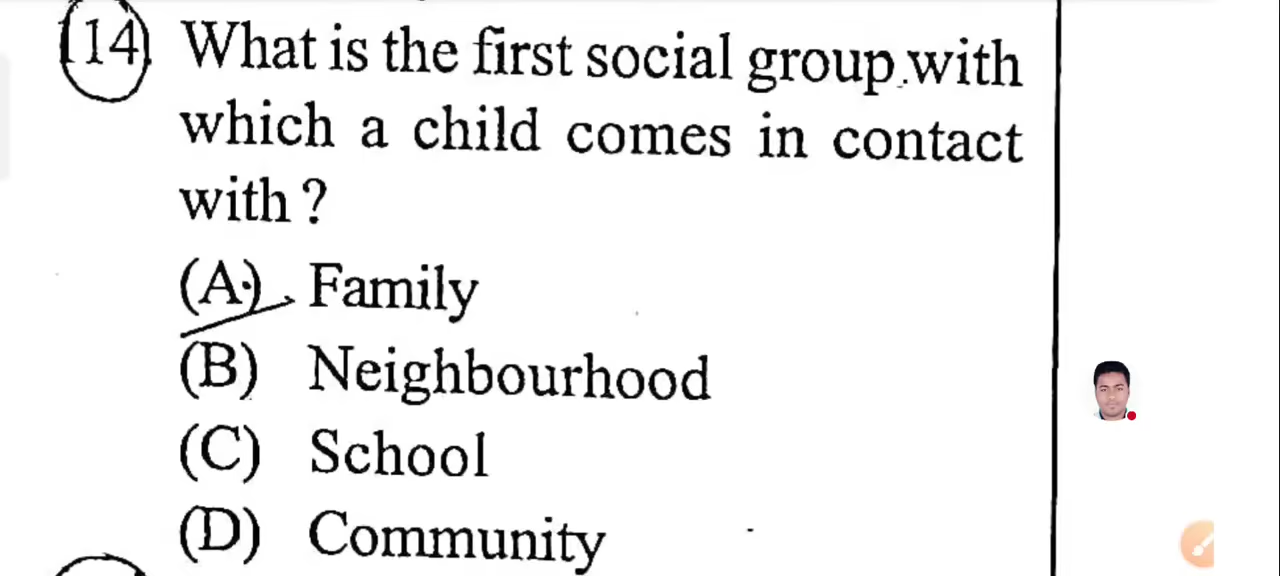 (14) What is the first social group with
which a child comes in contact
with ?
(A) Family
(B) Neighbourhood
(C) School
(D) Community